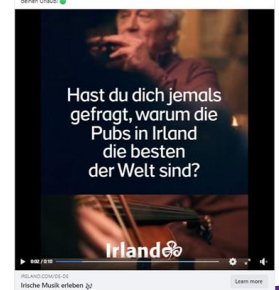 deinen Urlaub!
Hast du dich jemals
gefragt, warum die
Pubs in Irland
die besten
der Welt sind?
Irland
0:02 / 0:10
IRELAND.COM/DE-DE
Irische Musik erleben
Learn more